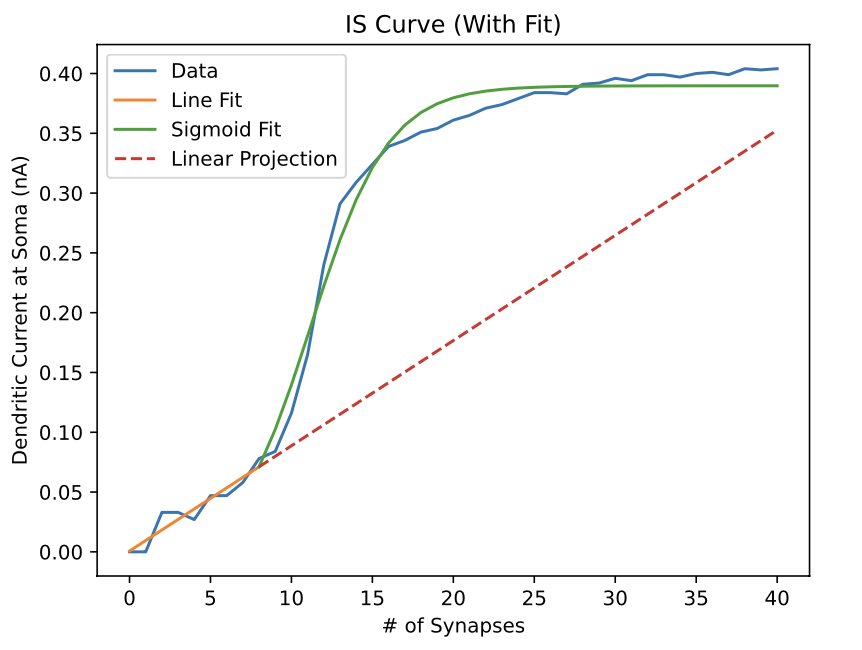 IS Curve (With Fit)
Data
Line Fit
Sigmoid Fit
Linear Projection
Dendritic Current at Soma (nA)
0.40
0.35
0.30
0.25
0.20
0.15
0.10
0.05
0.00
0 5 10 15 20 25 30 35 40
# of Synapses